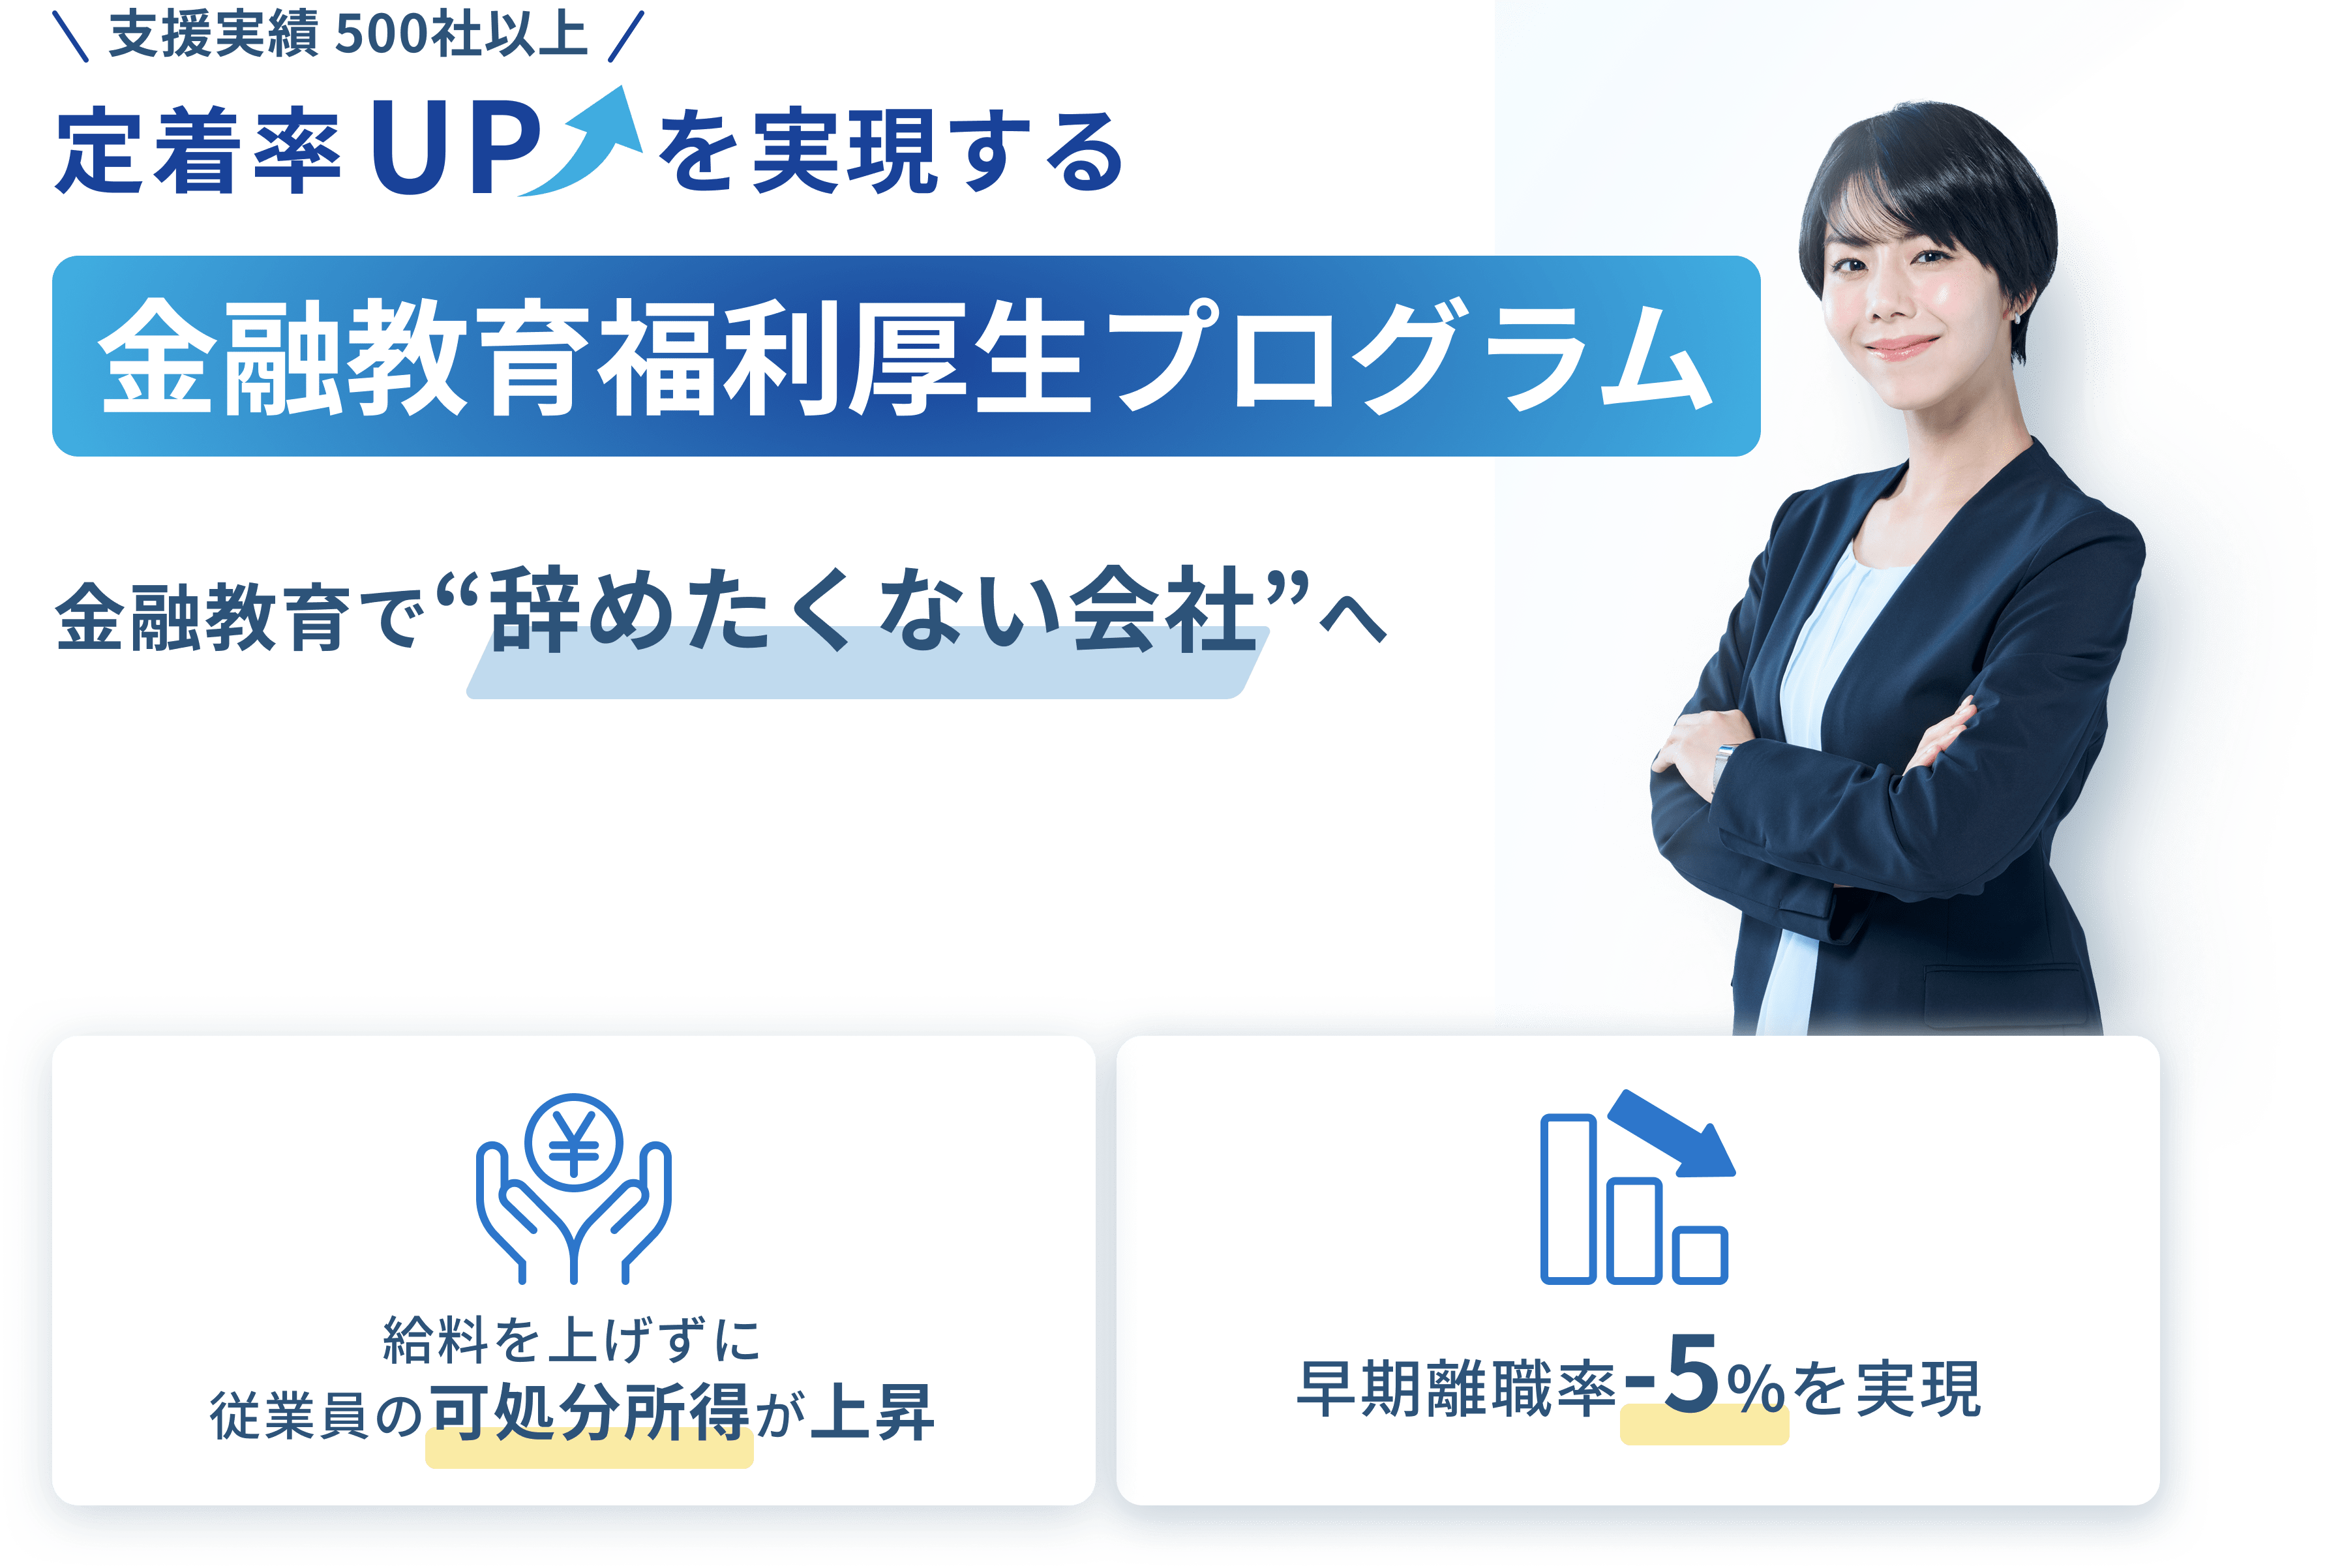 支援実績 500社以上
定着率 UP を実現する
金融教育福利厚生プログラム
金融教育で“辞めたくない会社”へ
給料を上げずに
従業員の可処分所得が上昇
早期離職率-5%を実現